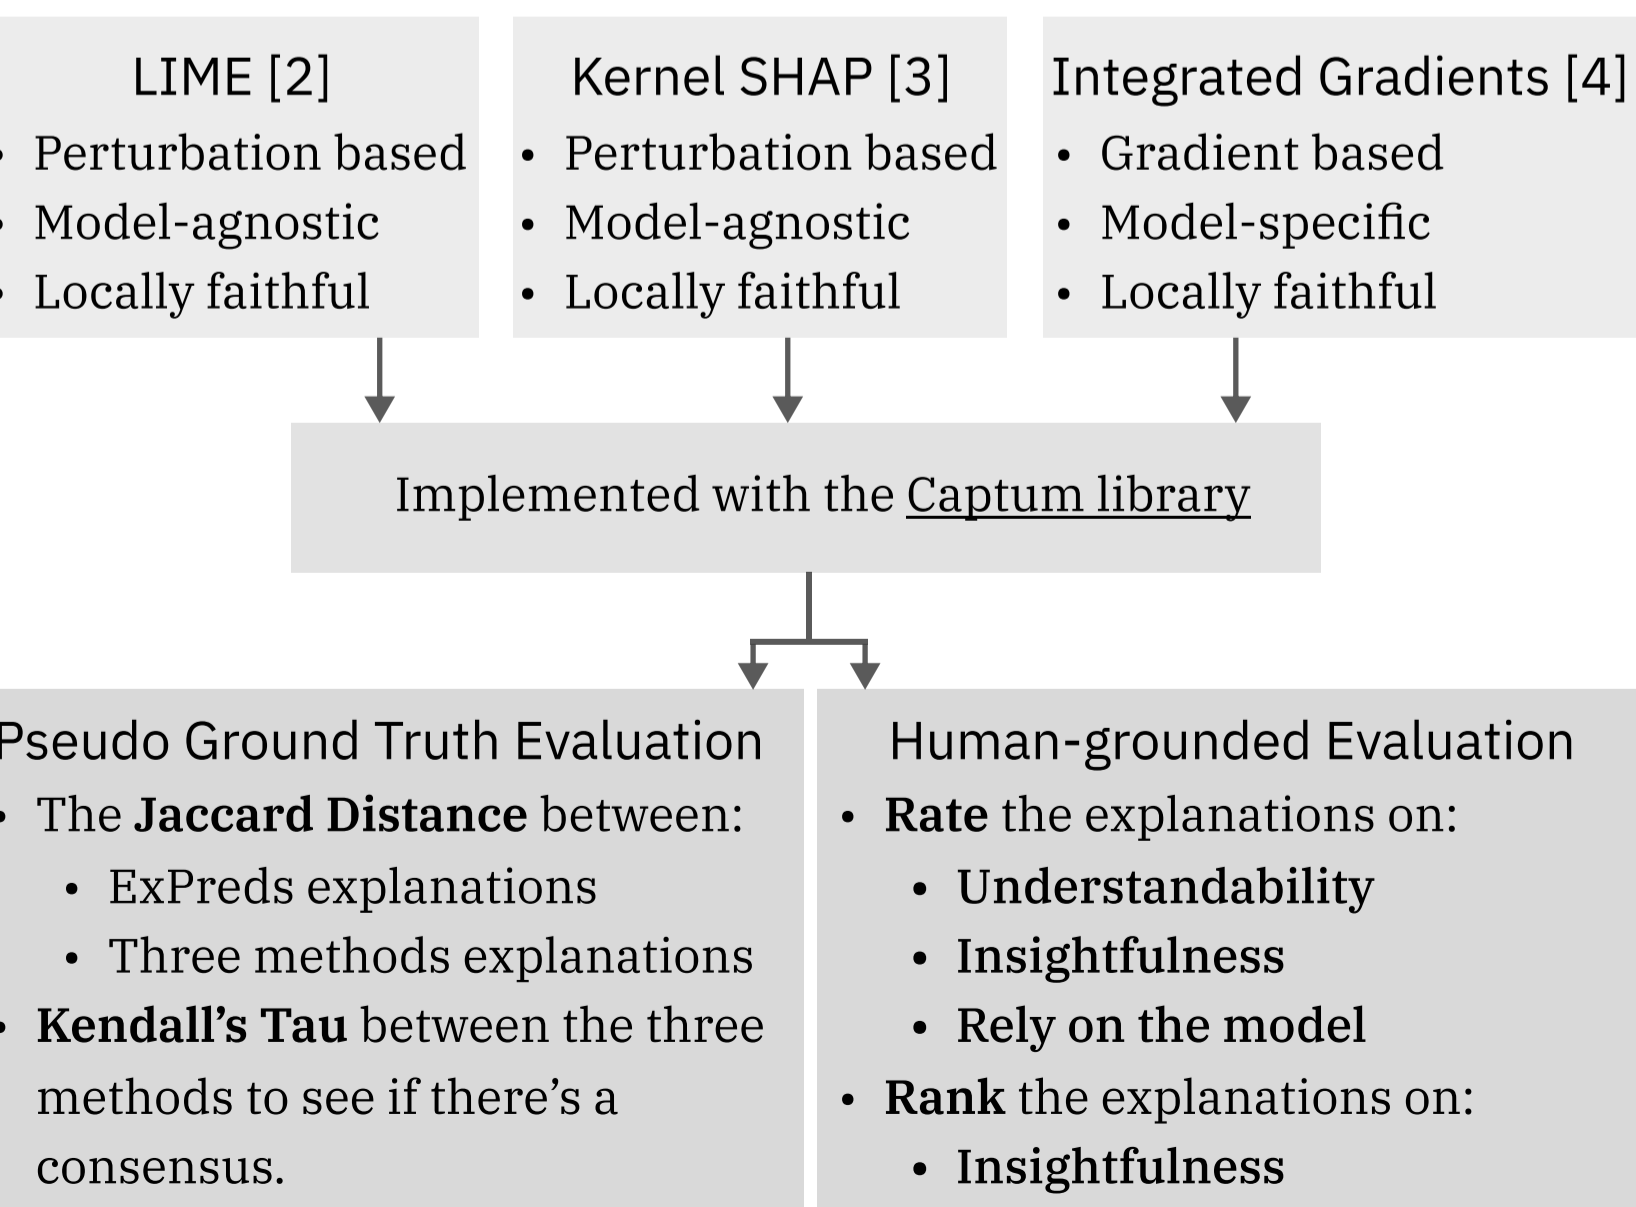 LIME [2]
• Perturbation based
• Model-agnostic
• Locally faithful
Kernel SHAP [3]
• Perturbation based
• Model-agnostic
• Locally faithful
Integrated Gradients [4]
• Gradient based
• Model-specific
• Locally faithful
Implemented with the Captum library
Pseudo Ground Truth Evaluation
• The Jaccard Distance between:
• ExPreds explanations
• Three methods explanations
• Kendall’s Tau between the three
methods to see if there’s a
consensus.
Human-grounded Evaluation
• Rate the explanations on:
• Understandability
• Insightfulness
• Rely on the model
• Rank the explanations on:
• Insightfulness